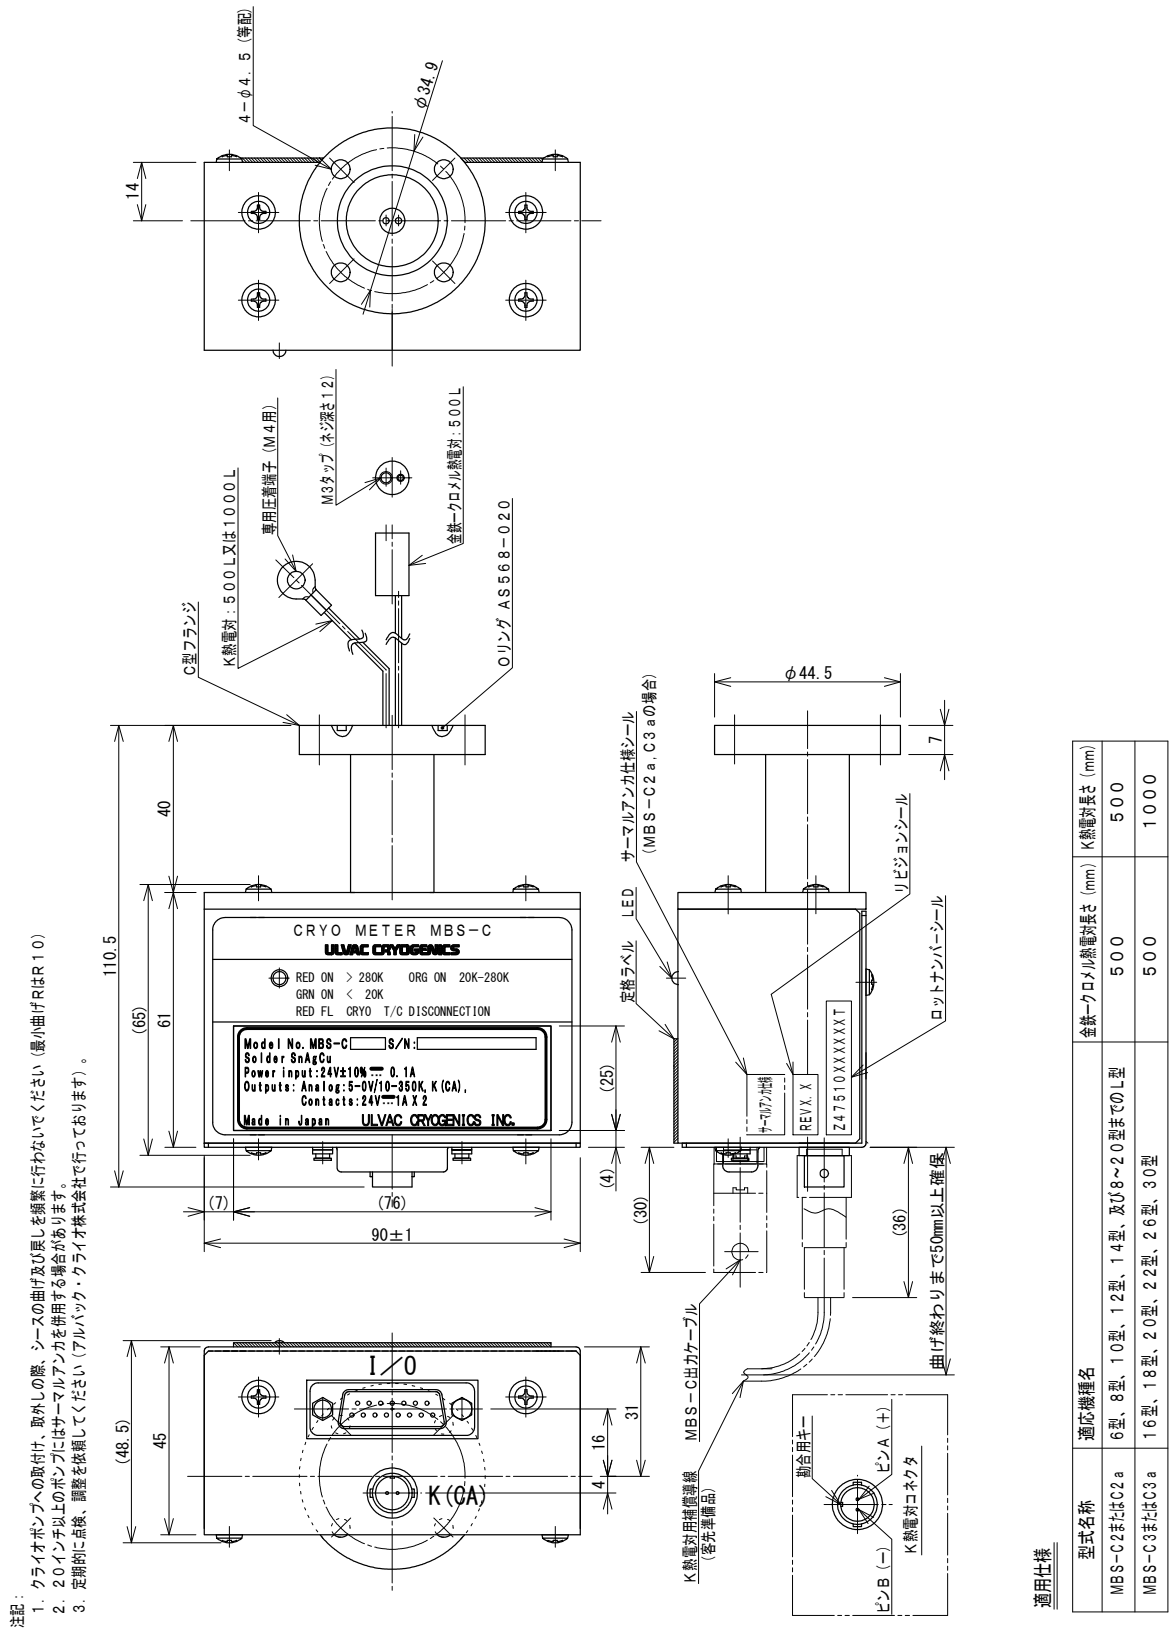 注記：
1．クライオポンプへの取付け、取外しの際、シースの曲げ及び戻しを頻繁に行わないでください（最小曲げRはR10）
2．20インチ以上のポンプにはサーマルアンカを併用する場合があります。
3．定期的に点検、調整を依頼してください（アルバック・クライオ株式会社で行っております）。
4－φ4．5（等配）
φ34.9
14
M3タップ（ネジ深さ12）
専用圧着端子（M4用）
K熱電対：500L又は1000L
C型フランジ
金鉄－クロメル熱電対：500L
Oリング AS568-020
110.5
(65)
61
40
CRYO METER MBS-C
ULVAC CRYOGENICS
RED ON > 280K ORG ON 20K-280K
GRN ON < 20K
RED FL CRYO T/C DISCONNECTION
Model No. MBS-C S/N:
Solder SnAgCu
Power input:24V±10% 0.1A
Outputs: Analog:5-0V/10-350K, K(CA),
Contacts:24V 1A X 2
Made in Japan ULVAC CRYOGENICS INC.
(25)
(4)
(7)
(76)
90±1
φ44.5
7
サーマルアンカ仕様シール
(MBS-C2a,C3aの場合)
LED
定格ラベル
リビジョンシール
ロットナンバーシール
サーマルアンカ仕様
REVX.X
Z47510XXXXXXT
(30)
(36)
曲げ終わりまで50mm以上確保
MBS-C出力ケーブル
K熱電対用補償導線
(客先準備品)
(48.5)
45
I／O
K(CA)
31
16
4
勘合用キー
ピンA（+）
ピンB（-）
K熱電対コネクタ
適用仕様
型式名称 適応機種名 金鉄－クロメル熱電対長さ（mm） K熱電対長さ（mm）
MBS-C2またはC2a 6型、8型、10型、12型、14型、及び8~20型までのL型 500 500
MBS-C3またはC3a 16型、18型、20型、22型、26型、30型 500 1000